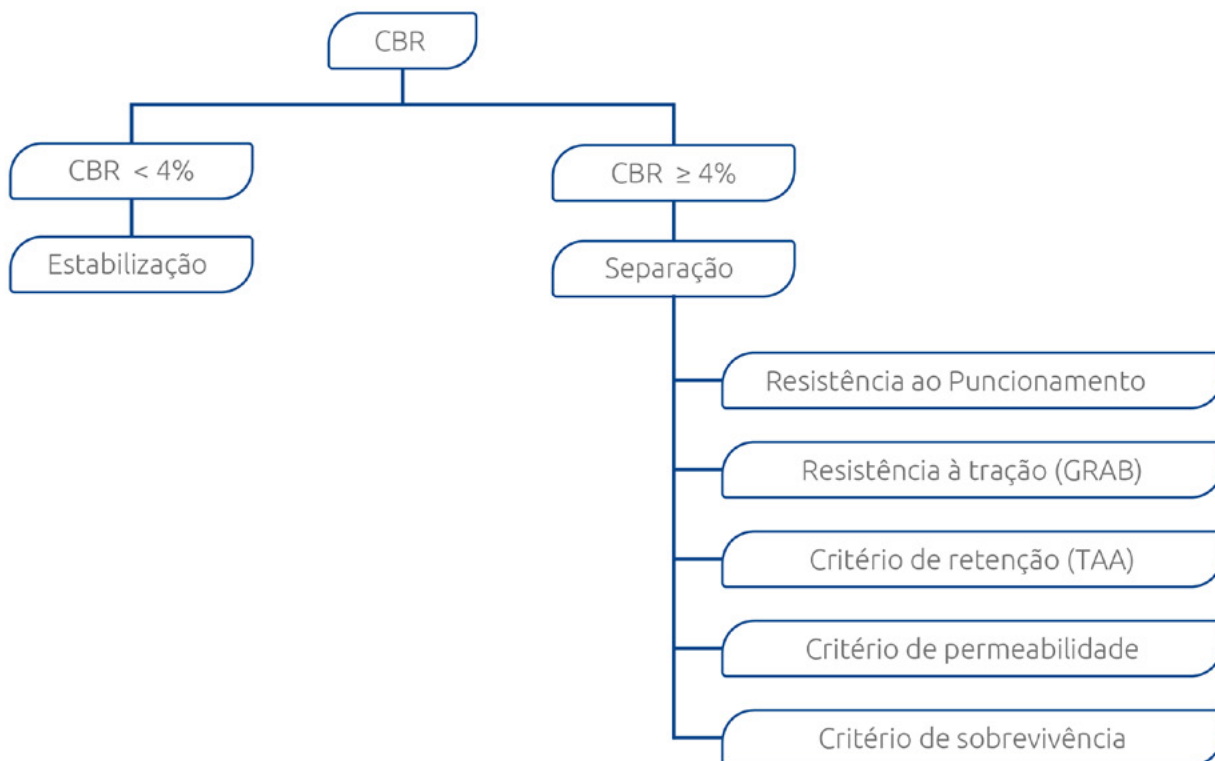 CBR
CBR < 4%
CBR ≥ 4%
Estabilização
Separação
Resistência ao Puncionamento
Resistência à tração (GRAB)
Critério de retenção (TAA)
Critério de permeabilidade
Critério de sobrevivência